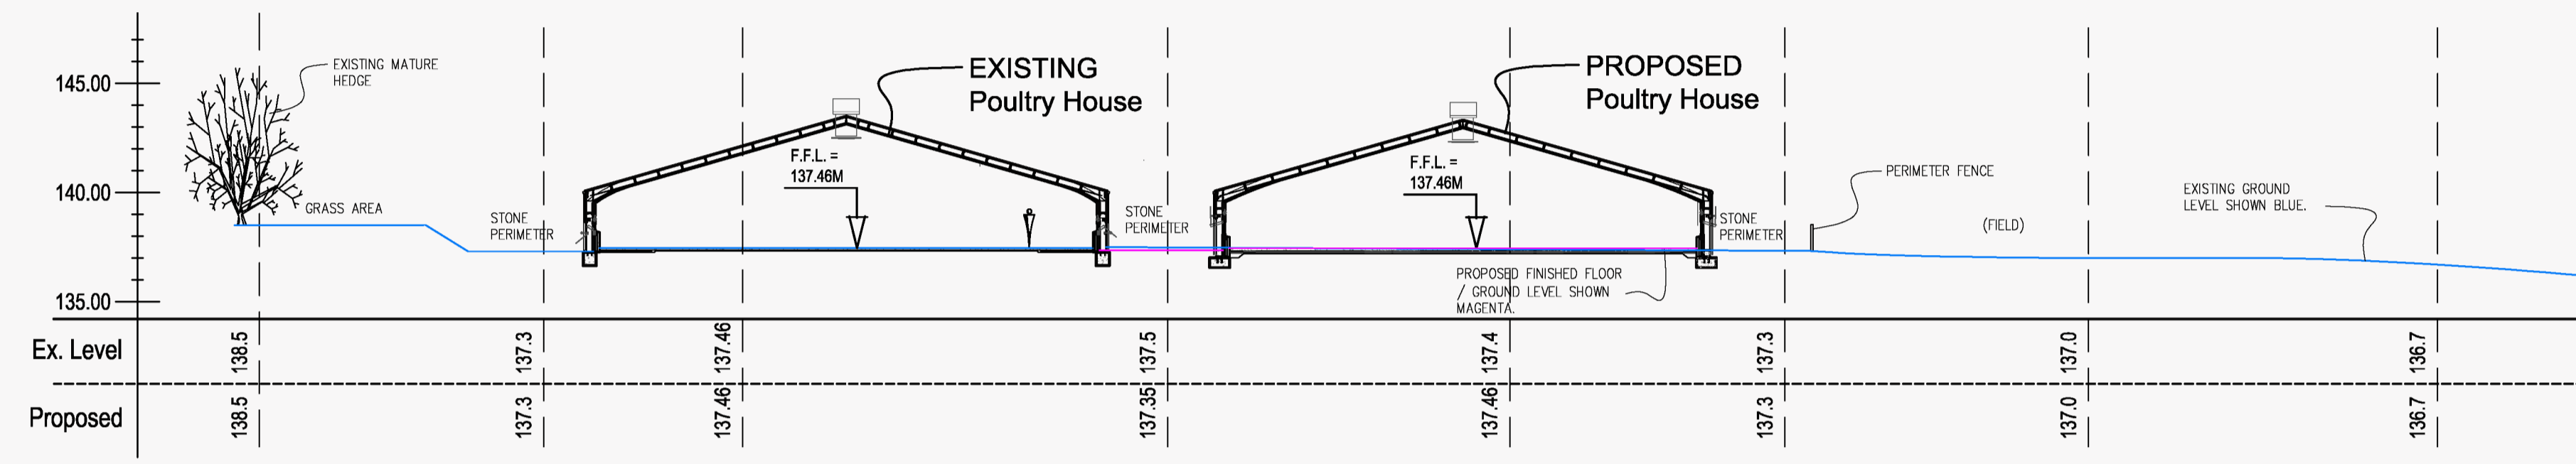 145.00
140.00
135.00
EXISTING MATURE
HEDGE
GRASS AREA
STONE
PERIMETER
EXISTING
Poultry House
F.F.L. =
137.46M
STONE
PERIMETER
PROPOSED
Poultry House
F.F.L. =
137.46M
STONE
PERIMETER
PROPOSED FINISHED FLOOR
/ GROUND LEVEL SHOWN
MAGENTA.
PERIMETER FENCE
(FIELD)
EXISTING GROUND
LEVEL SHOWN BLUE.
Ex. Level
138.5
137.3
137.46
137.5
137.4
137.3
137.0
136.7
Proposed
138.5
137.3
137.46
137.35
137.46
137.3
137.0
136.7